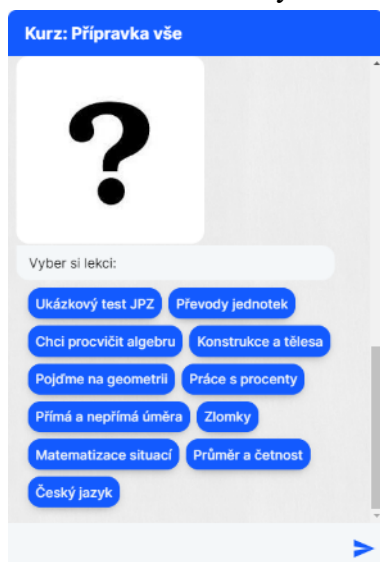 Kurz: Přípravka vše
?
Vyber si lekci:
Ukázkový test JPZ Převody jednotek
Chci procvičit algebru Konstrukce a tělesa
Pojďme na geometrii Práce s procenty
Přímá a nepřímá úměra Zlomky
Matematizace situací Průměr a četnost
Český jazyk